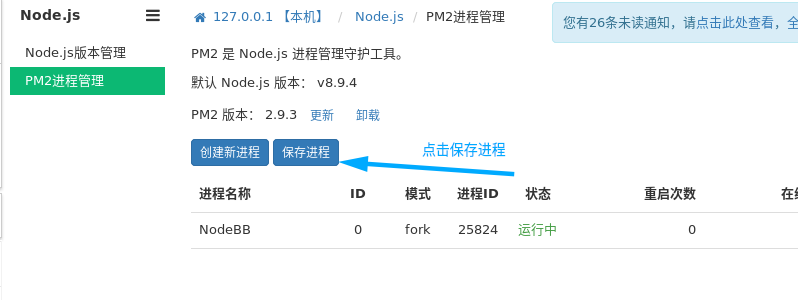 Node.js
Node.js版本管理
PM2进程管理
127.0.0.1 【本机】 / Node.js / PM2进程管理
您有26条未读通知，请点击此处查看，全
PM2 是 Node.js 进程管理守护工具。
默认 Node.js 版本： v8.9.4
PM2 版本： 2.9.3 更新 卸载
创建新进程 保存进程
点击保存进程
进程名称 ID 模式 进程ID 状态 重启次数 在
NodeBB 0 fork 25824 运行中 0